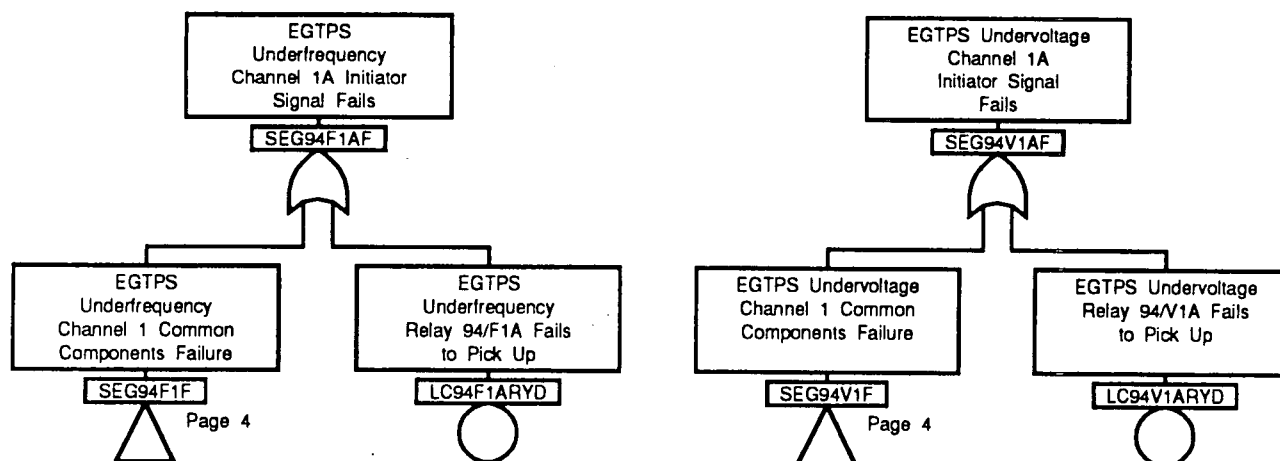 EGTPS
Underfrequency
Channel 1A Initiator
Signal Fails
SEG94F1AF
EGTPS
Underfrequency
Channel 1 Common
Components Failure
SEG94F1F
Page 4
EGTPS
Underfrequency
Relay 94/F1A Fails
to Pick Up
LC94F1ARYD
EGTPS Undervoltage
Channel 1A
Initiator Signal
Fails
SEG94V1AF
EGTPS Undervoltage
Channel 1 Common
Components Failure
SEG94V1F
Page 4
EGTPS Undervoltage
Relay 94/V1A Fails
to Pick Up
LC94V1ARYD